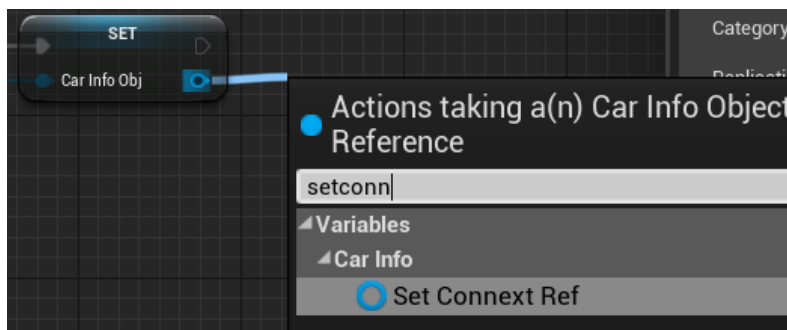 SET
Car Info Obj
Category
Actions taking a(n) Car Info Object
Reference
setconn
Variables
Car Info
Set Connext Ref